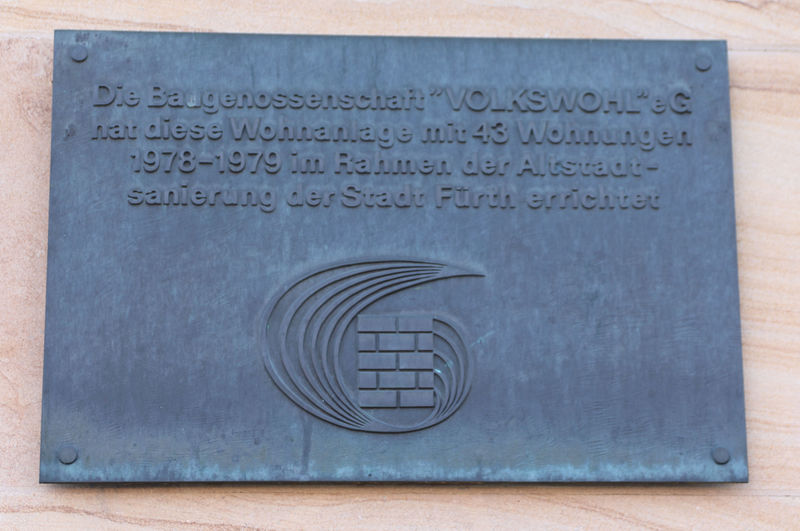 Die Baugenossenschaft "VOLKSWOHL" eG
hat diese Wohnanlage mit 43 Wohnungen
1978-1979 im Rahmen der Altstadt-
sanierung der Stadt Fürth errichtet